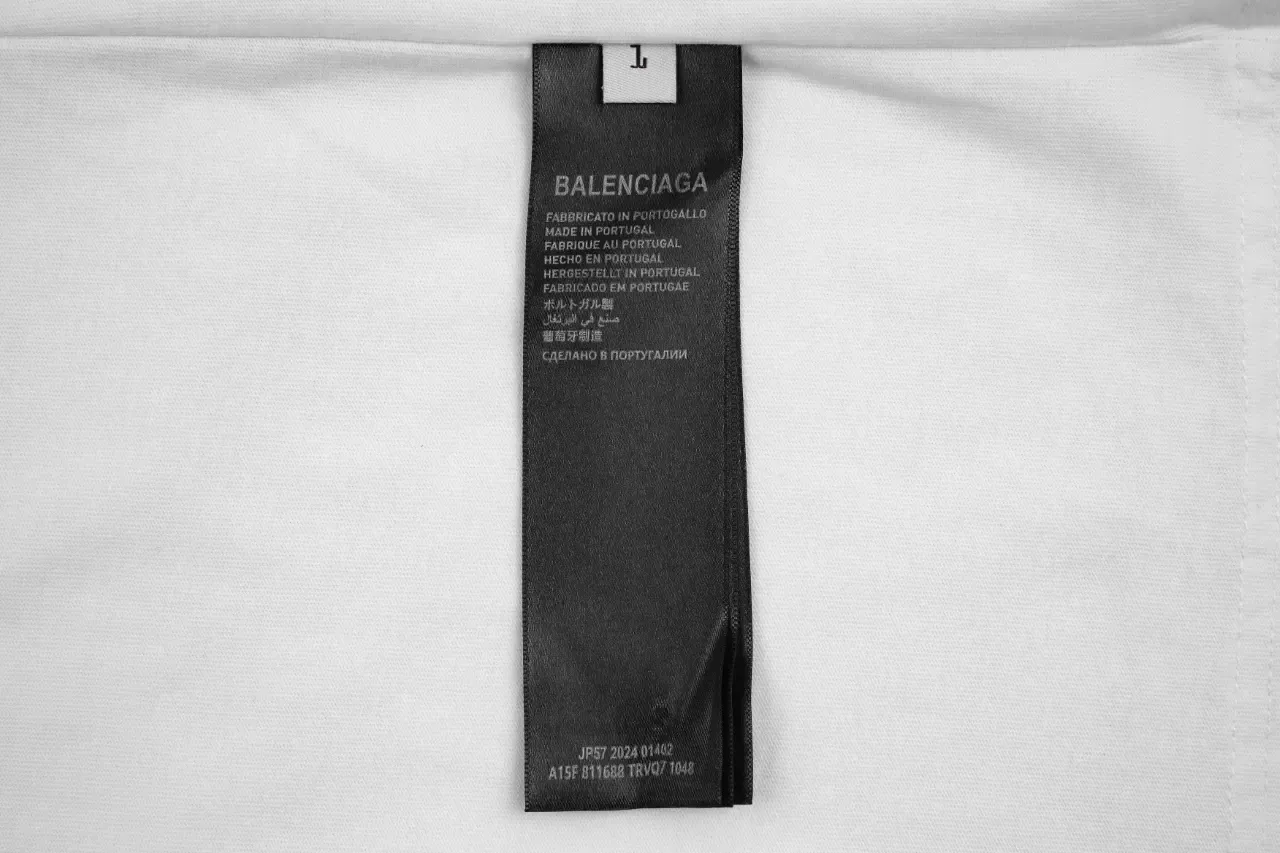 1
BALENCIAGA
FABBRICATO IN PORTOGALLO
MADE IN PORTUGAL
FABRIQUE AU PORTUGAL
HECHO EN PORTUGAL
HERGESTELLT IN PORTUGAL
FABRICADO EM PORTUGAE
ポルトガル製
صنع في البرتغال
葡萄牙制造
СДЕЛАНО В ПОРТУГАЛИИ
JP57 2024 01402
A15F 811688 TRVQ7 1048